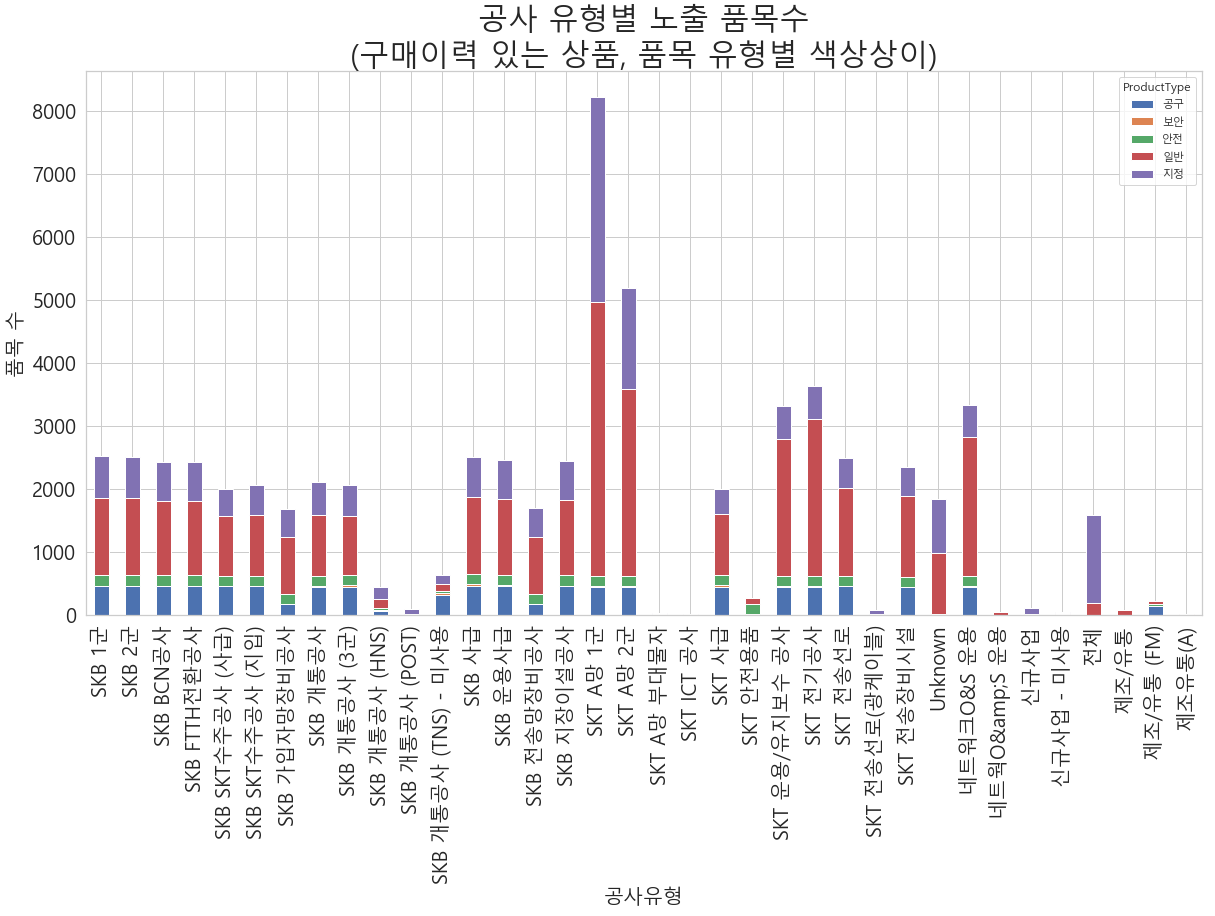 공사 유형별 노출 품목수
(구매이력 있는 상품, 품목 유형별 색상상이)
ProductType
공구
보안
안전
일반
지정
품목 수
8000
7000
6000
5000
4000
3000
2000
1000
0
SKB 1군
SKB 2군
SKB BCN공사
SKB FTTH전환공사
SKB SKT수주공사 (사급)
SKB SKT수주공사 (지입)
SKB 가입자망장비공사
SKB 개통공사
SKB 개통공사 (3군)
SKB 개통공사 (HNS)
SKB 개통공사 (POST)
SKB 개통공사 (TNS) - 미사용
SKB 사급
SKB 운용사급
SKB 전송망장비공사
SKB 지장이설공사
SKT A망 1군
SKT A망 2군
SKT A망 부대물자
SKT ICT 공사
SKT 사급
SKT 안전용품
SKT 운용/유지보수 공사
SKT 전기공사
SKT 전송선로
SKT 전송선로(광케이블)
SKT 전송장비시설
Unknown
네트워크O&S 운용
네트웍O&amp;S 운용
신규사업
신규사업 - 미사용
전체
제조/유통
제조/유통 (FM)
제조유통(A)
공사유형